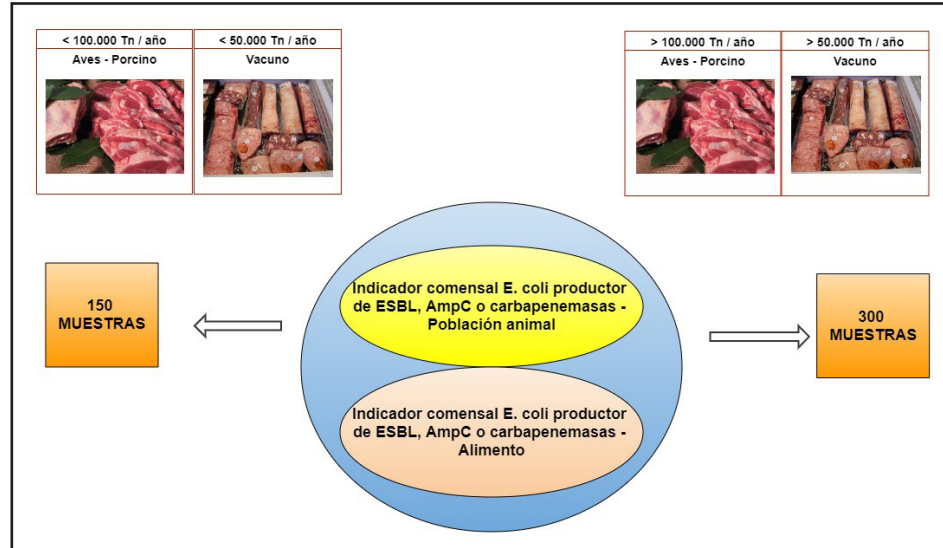 < 100.000 Tn / año
< 50.000 Tn / año
Aves - Porcino
Vacuno
> 100.000 Tn / año
> 50.000 Tn / año
Aves - Porcino
Vacuno
150
MUESTRAS
Indicador comensal E. coli productor
de ESBL, AmpC o carbapenemasas -
Población animal
Indicador comensal E. coli productor
de ESBL, AmpC o carbapenemasas -
Alimento
300
MUESTRAS